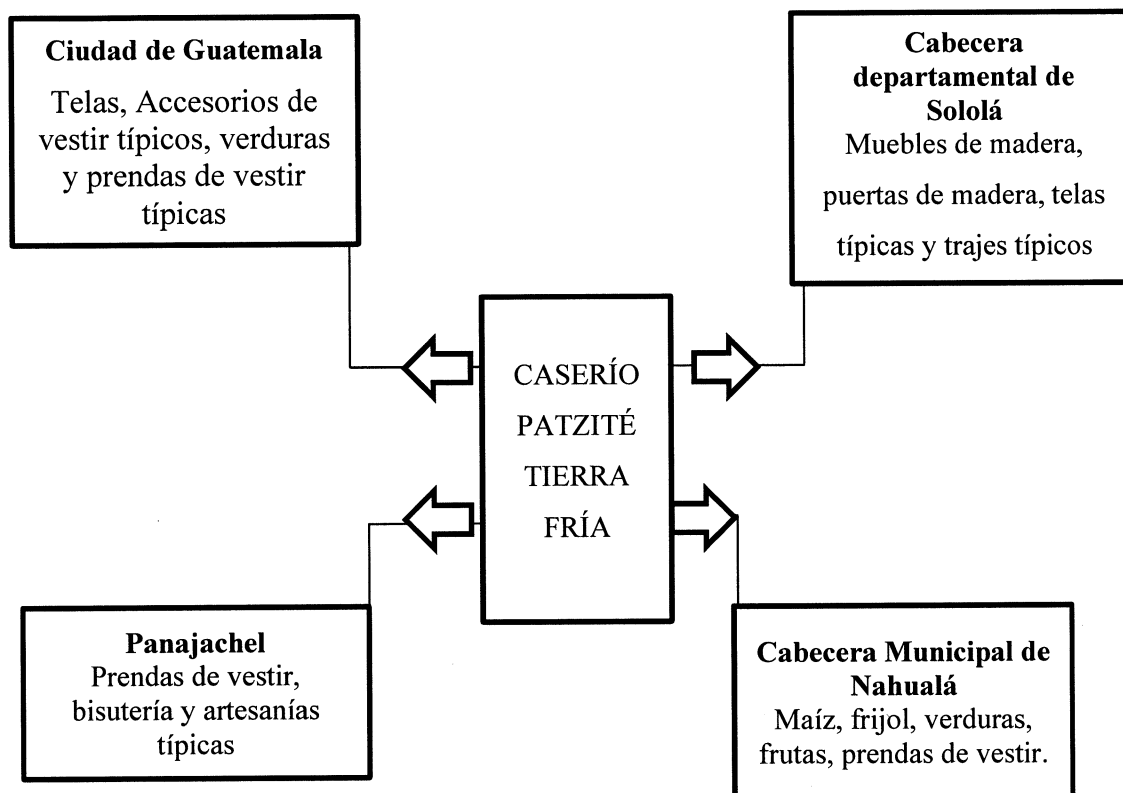 Ciudad de Guatemala
Telas, Accesorios de
vestir típicos, verduras
y prendas de vestir
típicas
Cabecera
departamental de
Sololá
Muebles de madera,
puertas de madera, telas
típicas y trajes típicos
CASERÍO
PATZITÉ
TIERRA
FRÍA
Panajachel
Prendas de vestir,
bisutería y artesanías
típicas
Cabecera Municipal de
Nahualá
Maíz, frijol, verduras,
frutas, prendas de vestir.